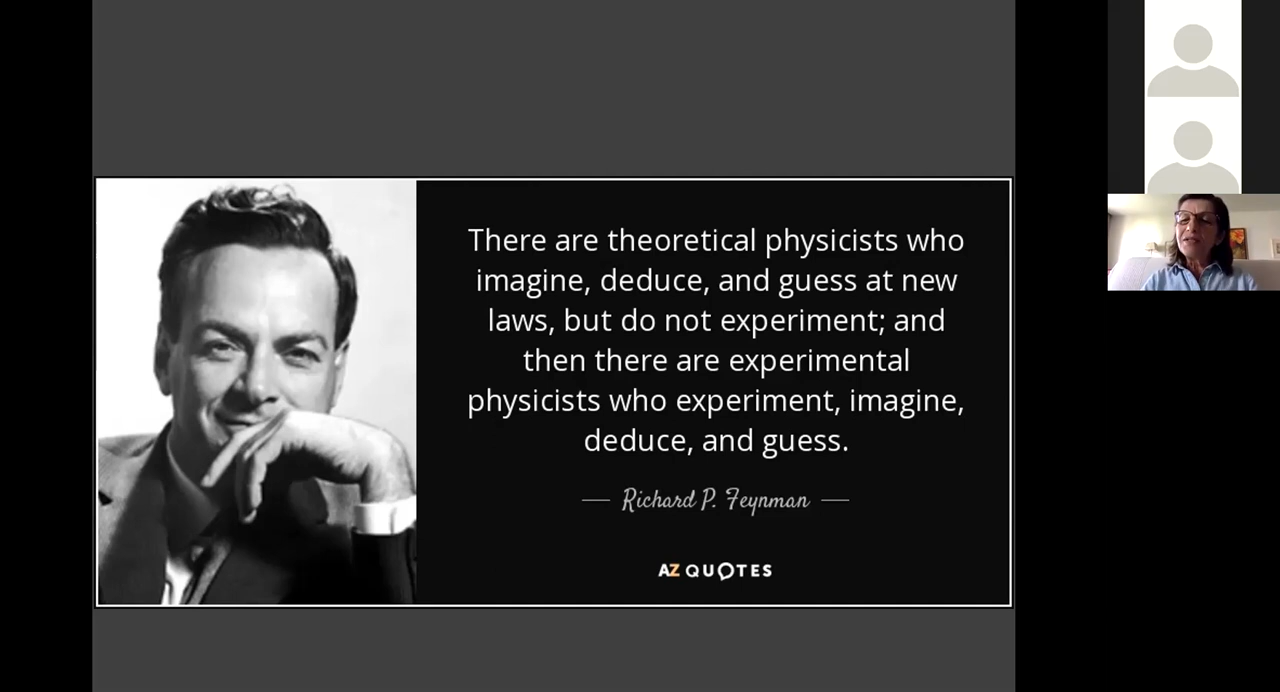 There are theoretical physicists who
imagine, deduce, and guess at new
laws, but do not experiment; and
then there are experimental
physicists who experiment, imagine,
deduce, and guess.
Richard P. Feynman
AZ QUOTES